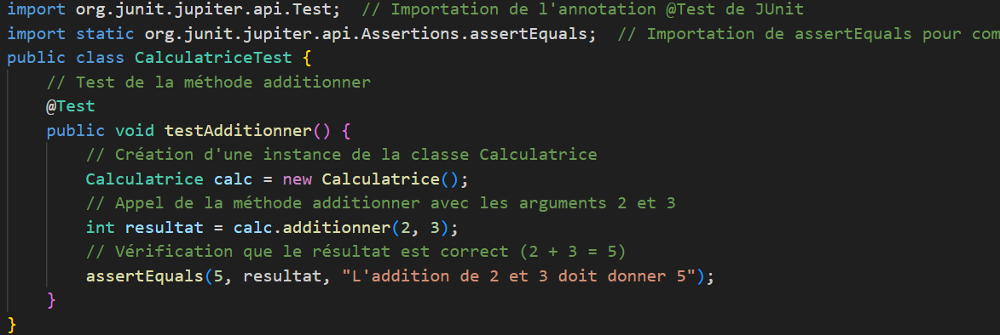 import org.junit.jupiter.api.Test;  // Importation de l'annotation @Test de JUnit
import static org.junit.jupiter.api.Assertions.assertEquals;  // Importation de assertEquals pour com
public class CalculatriceTest {
    // Test de la méthode additionner
    @Test
    public void testAdditionner() {
        // Création d'une instance de la classe Calculatrice
        Calculatrice calc = new Calculatrice();
        // Appel de la méthode additionner avec les arguments 2 et 3
        int resultat = calc.additionner(2, 3);
        // Vérification que le résultat est correct (2 + 3 = 5)
        assertEquals(5, resultat, "L'addition de 2 et 3 doit donner 5");
    }
}